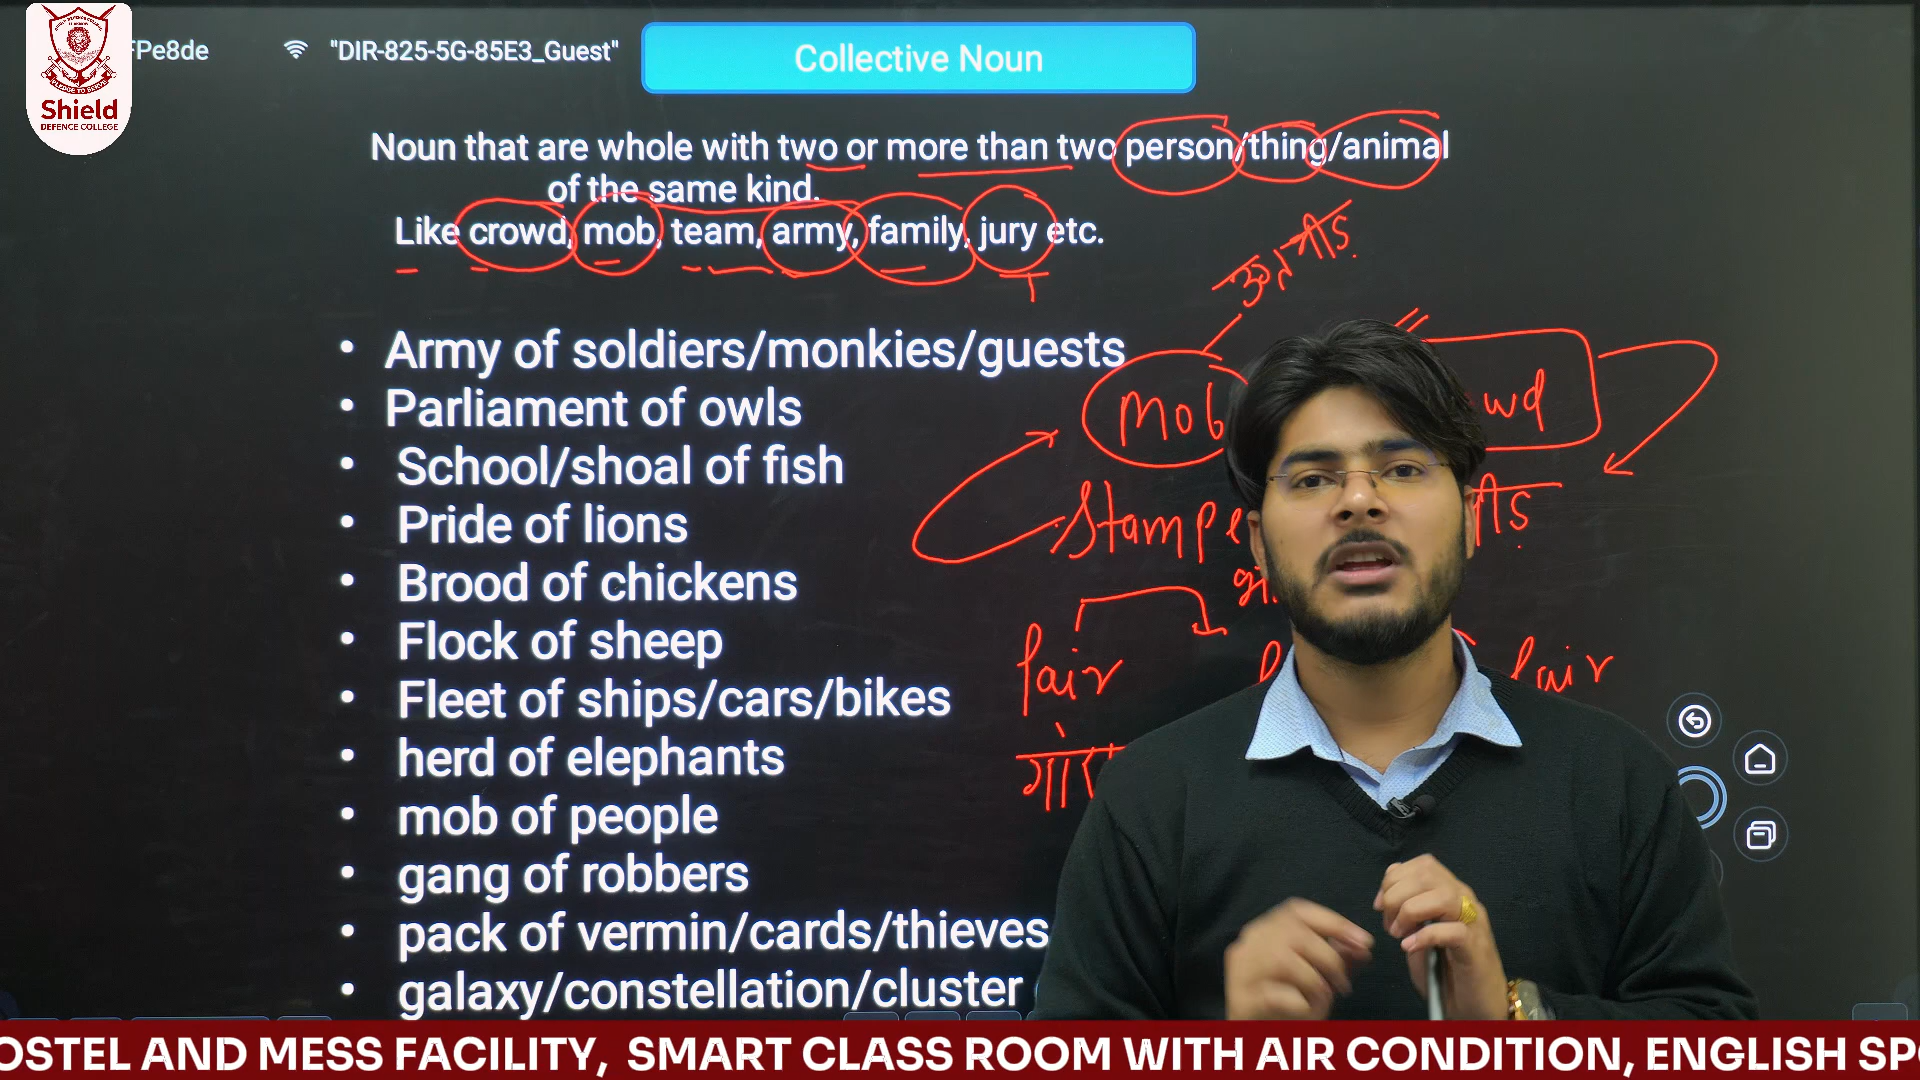 FPe8de
"DIR-825-5G-85E3_Guest"
Collective Noun
Shield
DEFENCE COLLEGE
Noun that are whole with two or more than two person/thing/animal
of the same kind.
Like crowd, mob, team, army, family, jury etc.
• Army of soldiers/monkies/guests
• Parliament of owls
• School/shoal of fish
• Pride of lions
• Brood of chickens
• Flock of sheep
• Fleet of ships/cars/bikes
• herd of elephants
• mob of people
• gang of robbers
• pack of vermin/cards/thieves
• galaxy/constellation/cluster
Mob
wd
Stampe
fair
fair
OSTEL AND MESS FACILITY, SMART CLASS ROOM WITH AIR CONDITION, ENGLISH SP